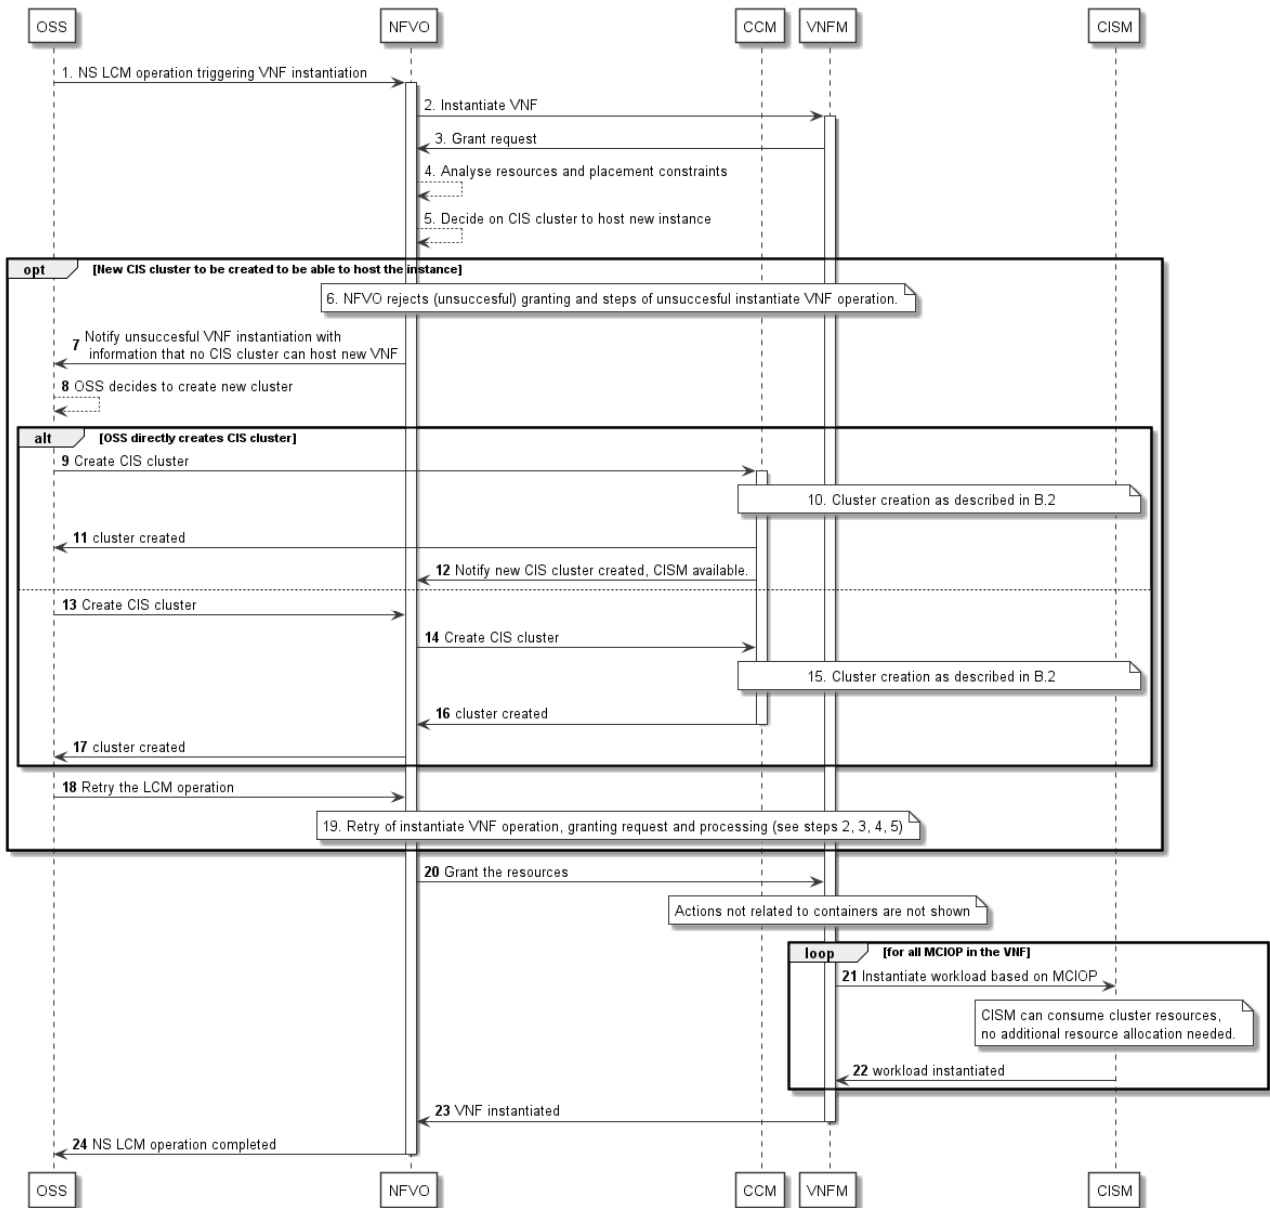 OSS
NFVO
CCM
VNFM
CISM
1. NS LCM operation triggering VNF instantiation
2. Instantiate VNF
3. Grant request
4. Analyse resources and placement constraints
5. Decide on CIS cluster to host new instance
opt [New CIS cluster to be created to be able to host the instance]
6. NFVO rejects (unsuccesful) granting and steps of unsuccesful instantiate VNF operation.
7 Notify unsuccesful VNF instantiation with
information that no CIS cluster can host new VNF
8 OSS decides to create new cluster
alt [OSS directly creates CIS cluster]
9 Create CIS cluster
10. Cluster creation as described in B.2
11 cluster created
12 Notify new CIS cluster created, CISM available.
13 Create CIS cluster
14 Create CIS cluster
15. Cluster creation as described in B.2
16 cluster created
17 cluster created
18 Retry the LCM operation
19. Retry of instantiate VNF operation, granting request and processing (see steps 2, 3, 4, 5)
20 Grant the resources
Actions not related to containers are not shown
loop [for all MCIOP in the VNF]
21 Instantiate workload based on MCIOP
CISM can consume cluster resources,
no additional resource allocation needed.
22 workload instantiated
23 VNF instantiated
24 NS LCM operation completed
OSS
NFVO
CCM
VNFM
CISM